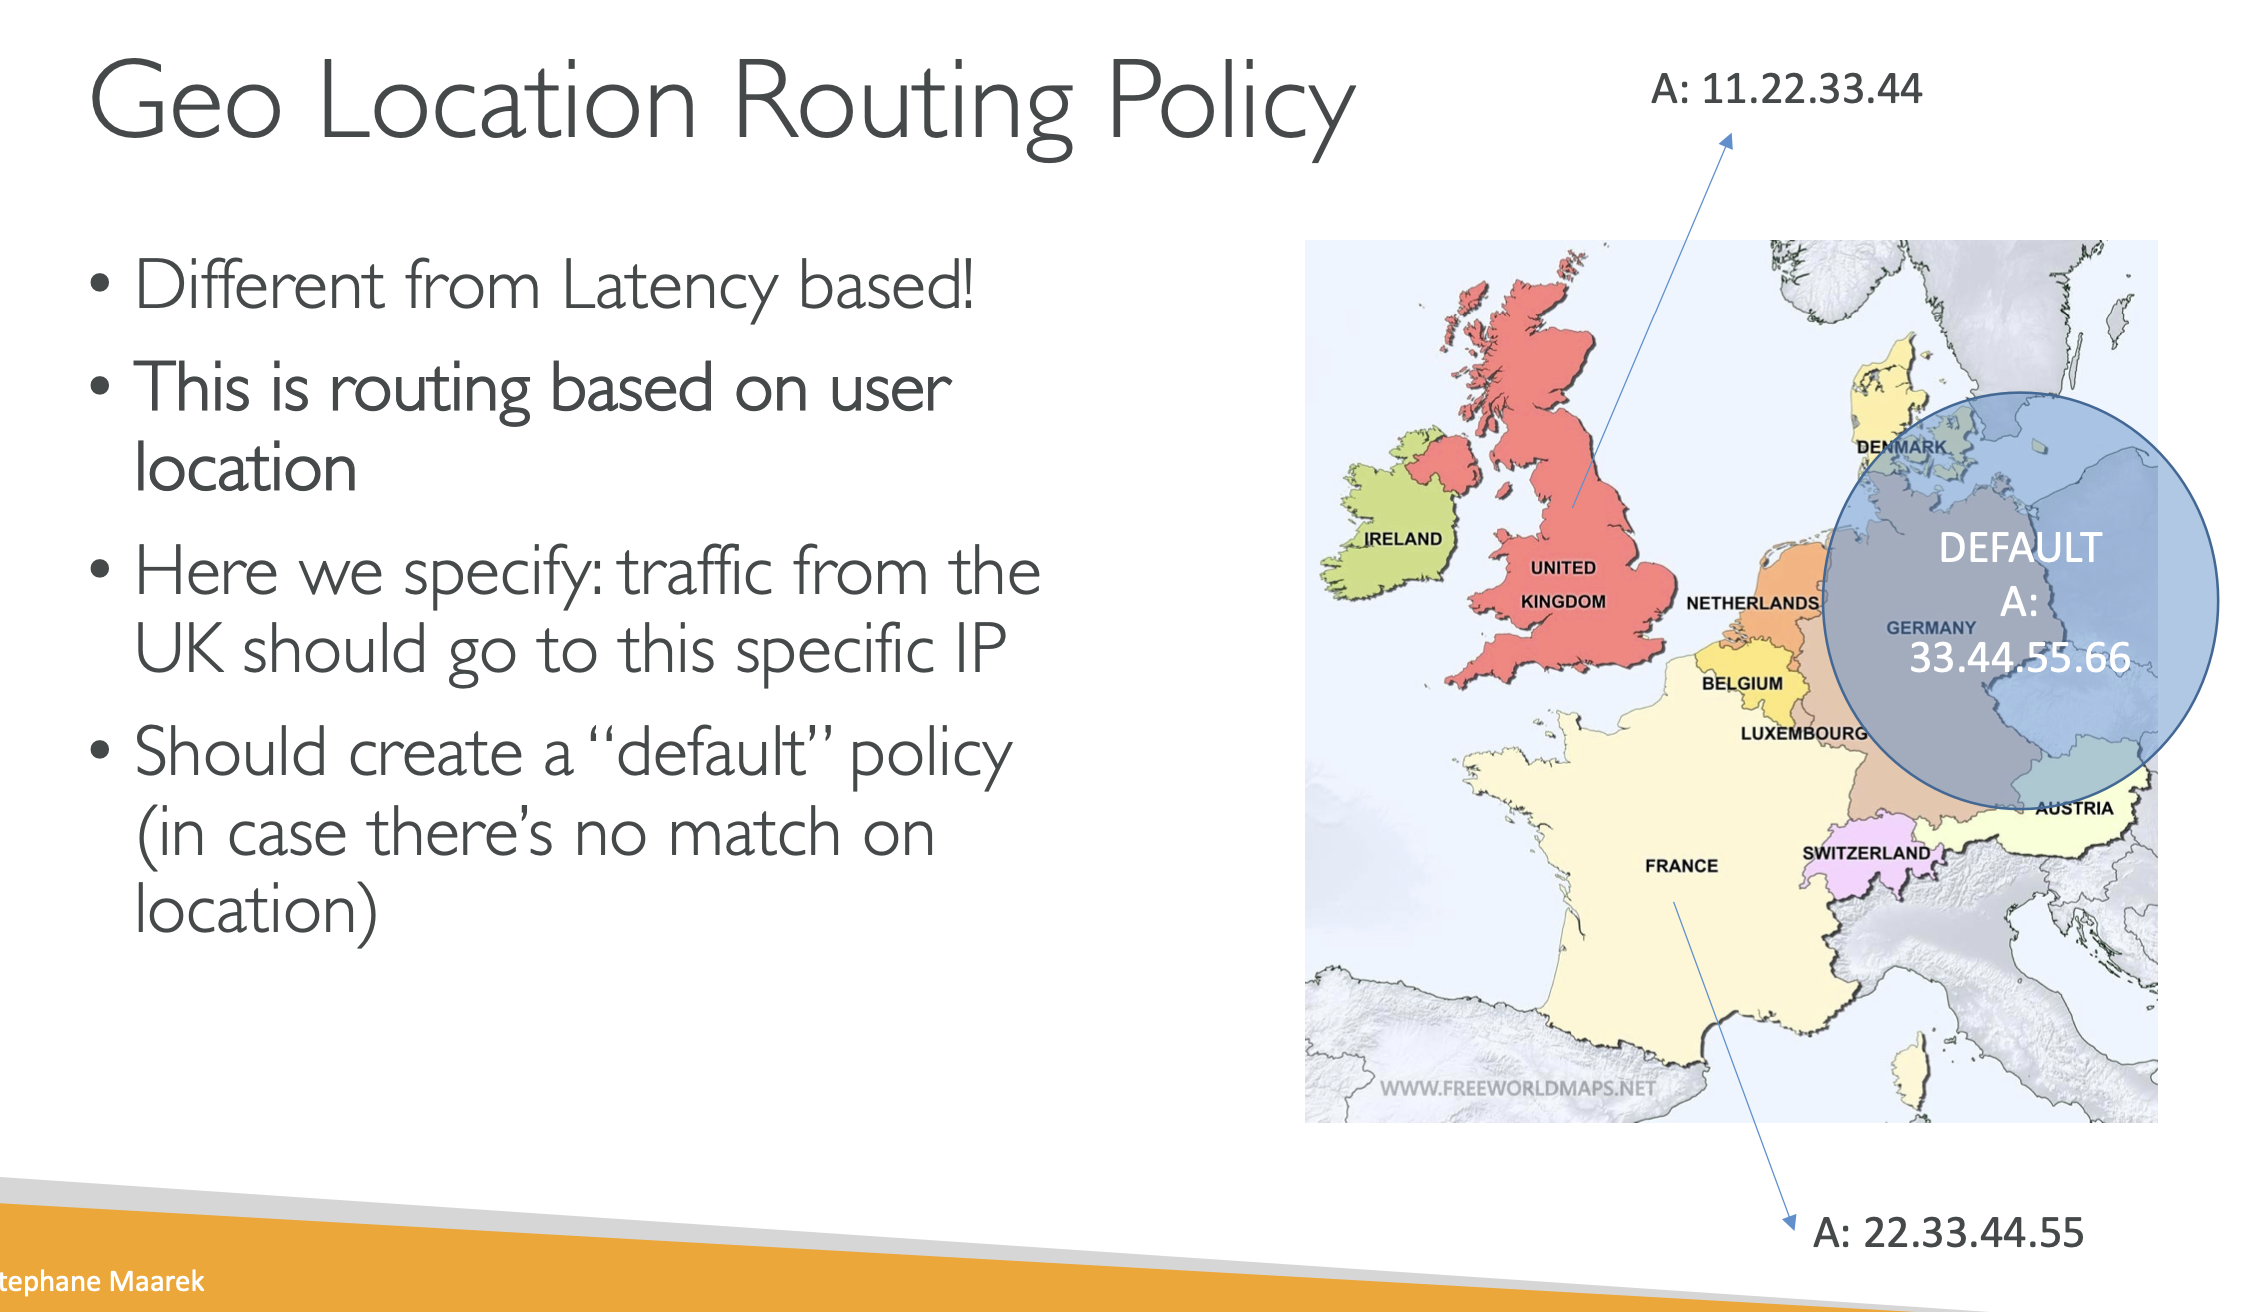 Geo Location Routing Policy
• Different from Latency based!
• This is routing based on user
location
• Here we specify: traffic from the
UK should go to this specific IP
• Should create a “default” policy
(in case there’s no match on
location)
A: 11.22.33.44
DENMARK
IRELAND
UNITED
KINGDOM
NETHERLANDS
DEFAULT
A:
33.44.55.66
GERMANY
BELGIUM
LUXEMBOURG
AUSTRIA
SWITZERLAND
FRANCE
WWW.FREEWORLDMAPS.NET
A: 22.33.44.55
tephane Maarek